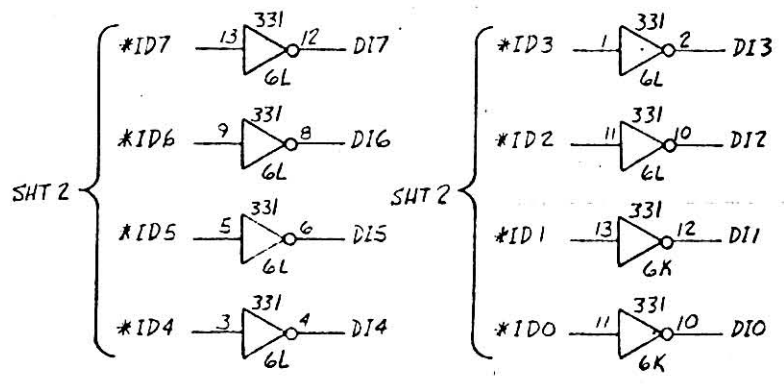 331 331
*ID7 13 12 DI7 *ID3 1 2 DI3
6L 6L
331 331
*ID6 9 8 DI6 *ID2 11 10 DI2
6L 6L
SHT 2 SHT 2
331 331
*ID5 5 6 DI5 *ID1 13 12 DI1
6L 6K
331 331
*ID4 3 4 DI4 *ID0 11 10 DI0
6L 6K